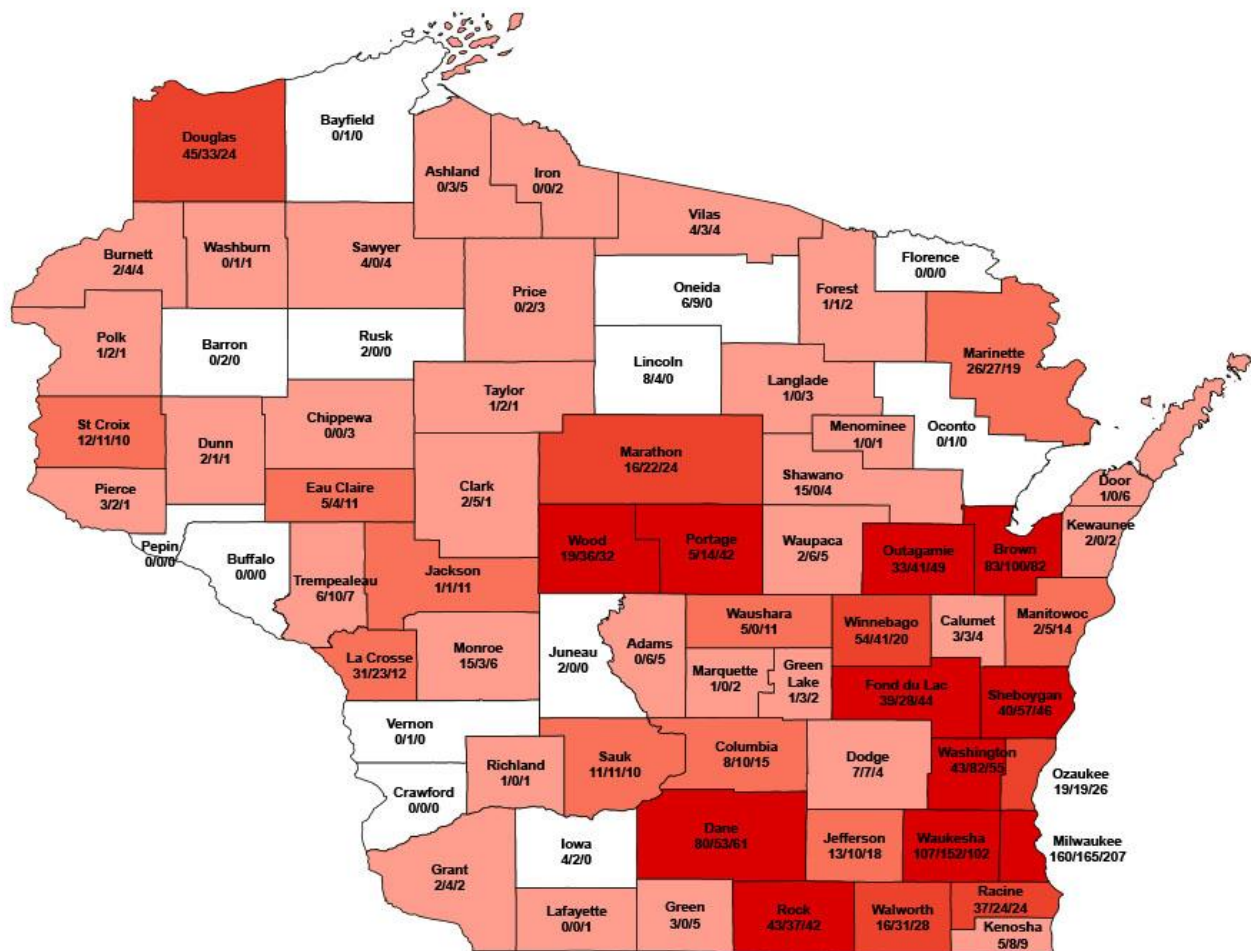 Bayfield
0/1/0
Douglas
45/33/24
Ashland
0/3/5
Iron
0/0/2
Vilas
4/3/4
Burnett
2/4/4
Washburn
0/1/1
Sawyer
4/0/4
Florence
0/0/0
Oneida
6/9/0
Price
0/2/3
Forest
1/1/2
Polk
1/2/1
Barron
0/2/0
Rusk
2/0/0
Marinette
26/27/19
Lincoln
8/4/0
Langlade
1/0/3
Taylor
1/2/1
Chippewa
0/0/3
St Croix
12/11/10
Dunn
2/1/1
Menominee
1/0/1
Oconto
0/1/0
Marathon
16/22/24
Shawano
15/0/4
Door
1/0/6
Pierce
3/2/1
Eau Claire
5/4/11
Clark
2/5/1
Kewaunee
2/0/2
Pepin
0/0/0
Buffalo
0/0/0
Wood
19/36/32
Portage
5/14/42
Waupaca
2/6/5
Outagamie
33/41/49
Brown
83/100/82
Trempealeau
6/10/7
Jackson
1/1/11
Waushara
5/0/11
Winnebago
54/41/20
Calumet
3/3/4
Manitowoc
2/5/14
La Crosse
31/23/12
Monroe
15/3/6
Juneau
2/0/0
Adams
0/6/5
Marquette
1/0/2
Green
Lake
1/3/2
Fond du Lac
39/28/44
Sheboygan
40/57/46
Vernon
0/1/0
Richland
1/0/1
Sauk
11/11/10
Columbia
8/10/15
Dodge
7/7/4
Washington
43/82/55
Ozaukee
19/19/26
Crawford
0/0/0
Iowa
4/2/0
Dane
80/53/61
Jefferson
13/10/18
Waukesha
107/152/102
Milwaukee
160/165/207
Grant
2/4/2
Lafayette
0/0/1
Green
3/0/5
Rock
43/37/42
Walworth
16/31/28
Racine
37/24/24
Kenosha
5/8/9